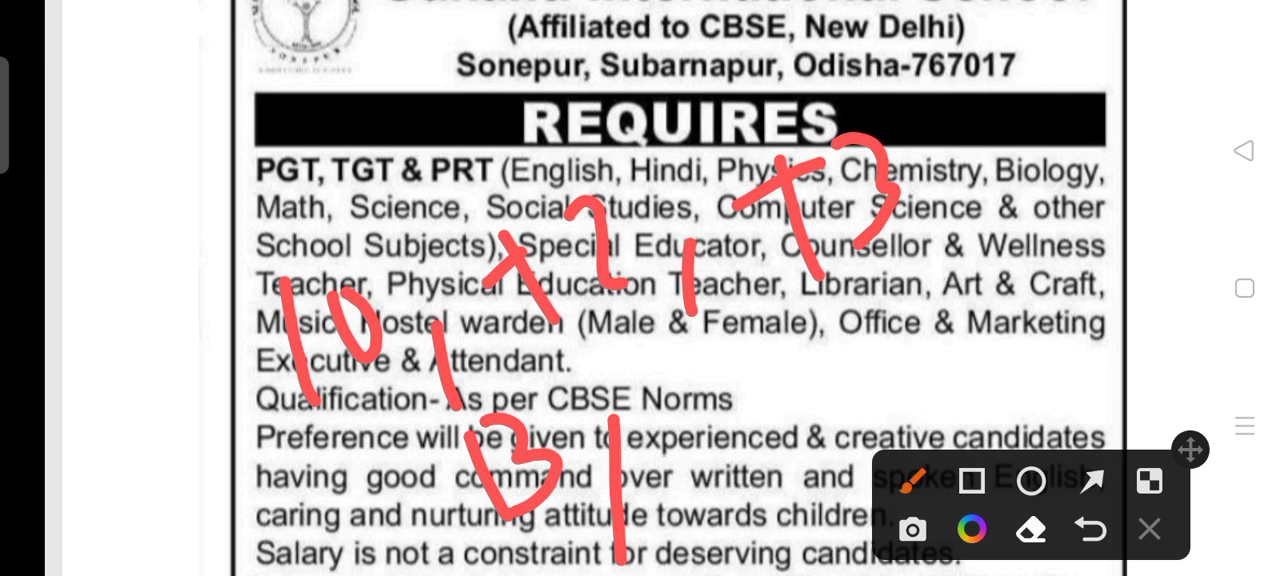 (Affiliated to CBSE, New Delhi)
Sonepur, Subarnapur, Odisha-767017
REQUIRES
PGT, TGT & PRT (English, Hindi, Physics, Chemistry, Biology,
Math, Science, Social Studies, Computer Science & other
School Subjects), Special Educator, Counsellor & Wellness
Teacher, Physical Education Teacher, Librarian, Art & Craft,
Music, Hostel warden (Male & Female), Office & Marketing
Executive & Attendant.
Qualification- As per CBSE Norms
Preference will be given to experienced & creative candidates
having good command over written and spoken English,
caring and nurturing attitude towards children.
Salary is not a constraint for deserving candidates.
10, +2, +3
B